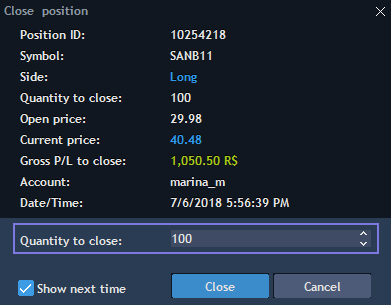 Close position
Position ID: 10254218
Symbol: SANB11
Side: Long
Quantity to close: 100
Open price: 29.98
Current price: 40.48
Gross P/L to close: 1,050.50 R$
Account: marina_m
Date/Time: 7/6/2018 5:56:39 PM
Quantity to close: 100
Show next time Close Cancel